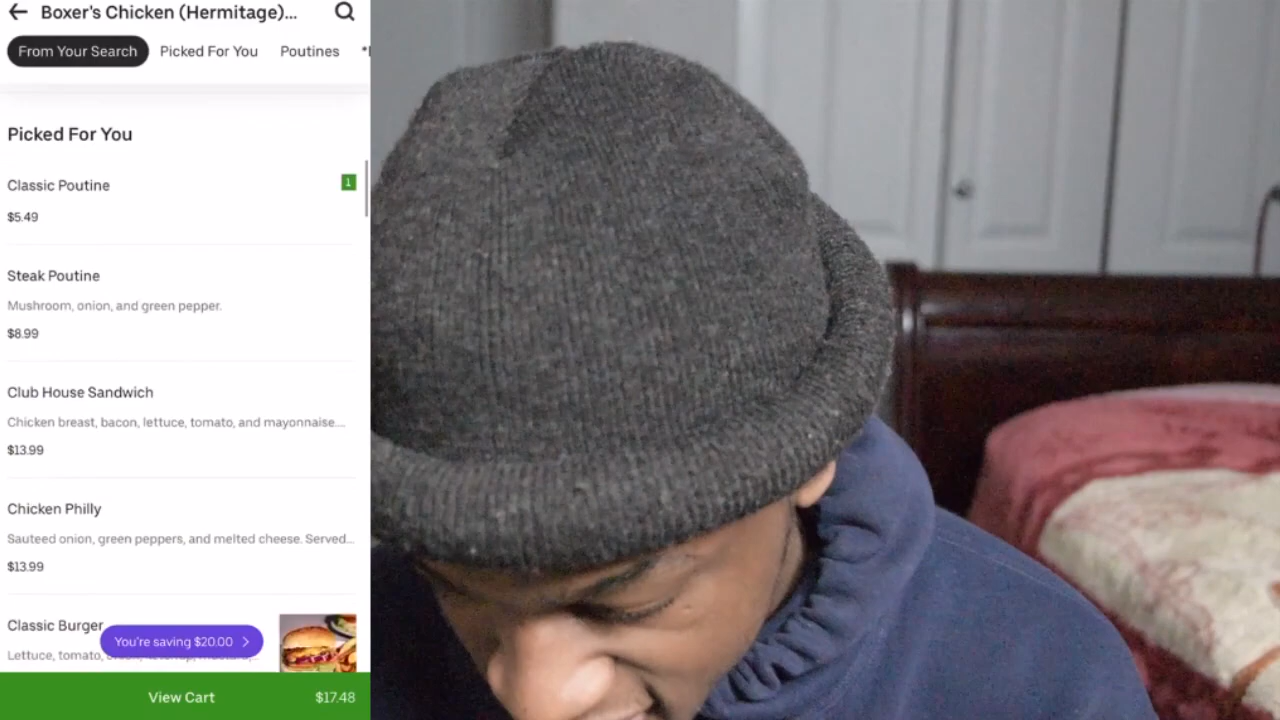 Boxer's Chicken (Hermitage)...
From Your Search Picked For You Poutines
Picked For You
Classic Poutine 1
$5.49
Steak Poutine
Mushroom, onion, and green pepper.
$8.99
Club House Sandwich
Chicken breast, bacon, lettuce, tomato, and mayonnaise....
$13.99
Chicken Philly
Sauteed onion, green peppers, and melted cheese. Served...
$13.99
Classic Burger
You're saving $20.00
Lettuce, tomato,
View Cart $17.48